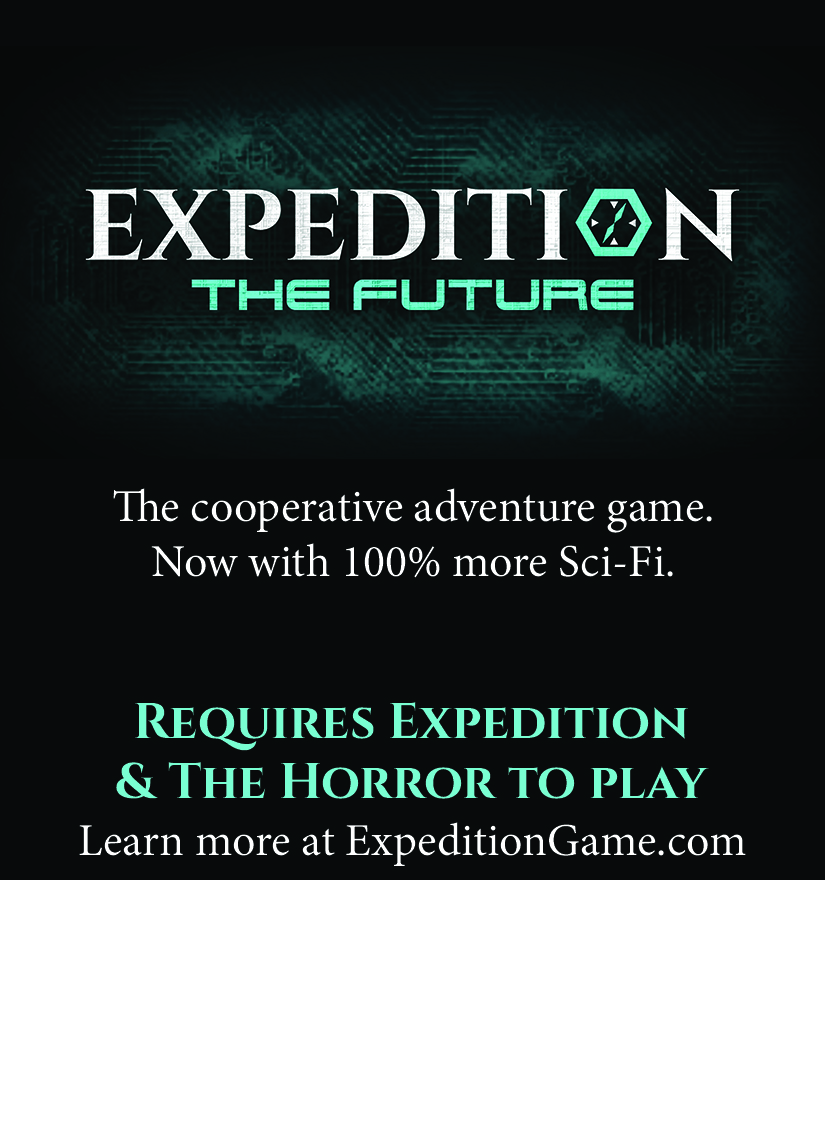 EXPEDITION
THE FUTURE
The cooperative adventure game.
Now with 100% more Sci-Fi.
Requires Expedition
& The Horror to play
Learn more at ExpeditionGame.com